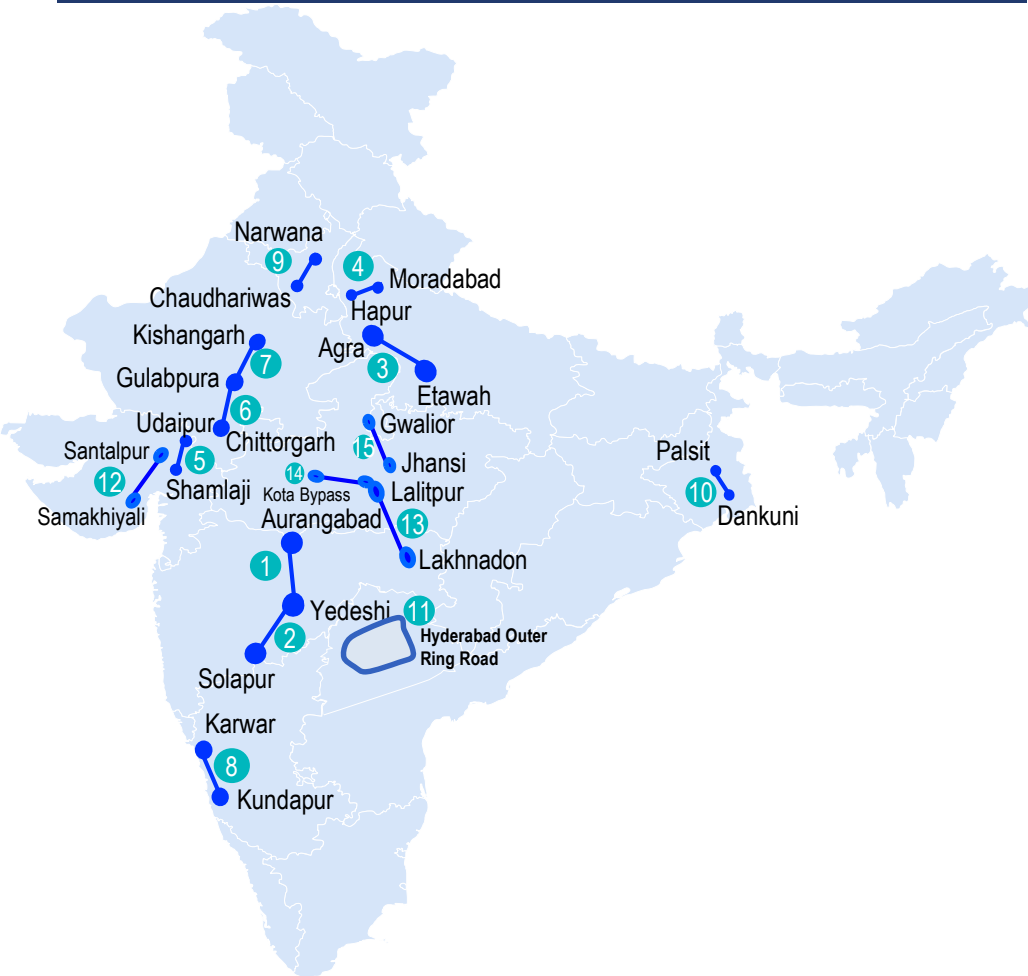 Narwana
9
4
Moradabad
Chaudhariwas
Hapur
Kishangarh
Agra
7
3
Gulabpura
Etawah
6
Udaipur
Gwalior
Chittorgarh
15
Santalpur
5
Jhansi
Palsit
14
12
Shamlaji
Kota Bypass
Lalitpur
10
Samakhiyali
Aurangabad
13
Dankuni
1
Lakhnadon
Yedeshi
11
2
Hyderabad Outer
Ring Road
Solapur
Karwar
8
Kundapur